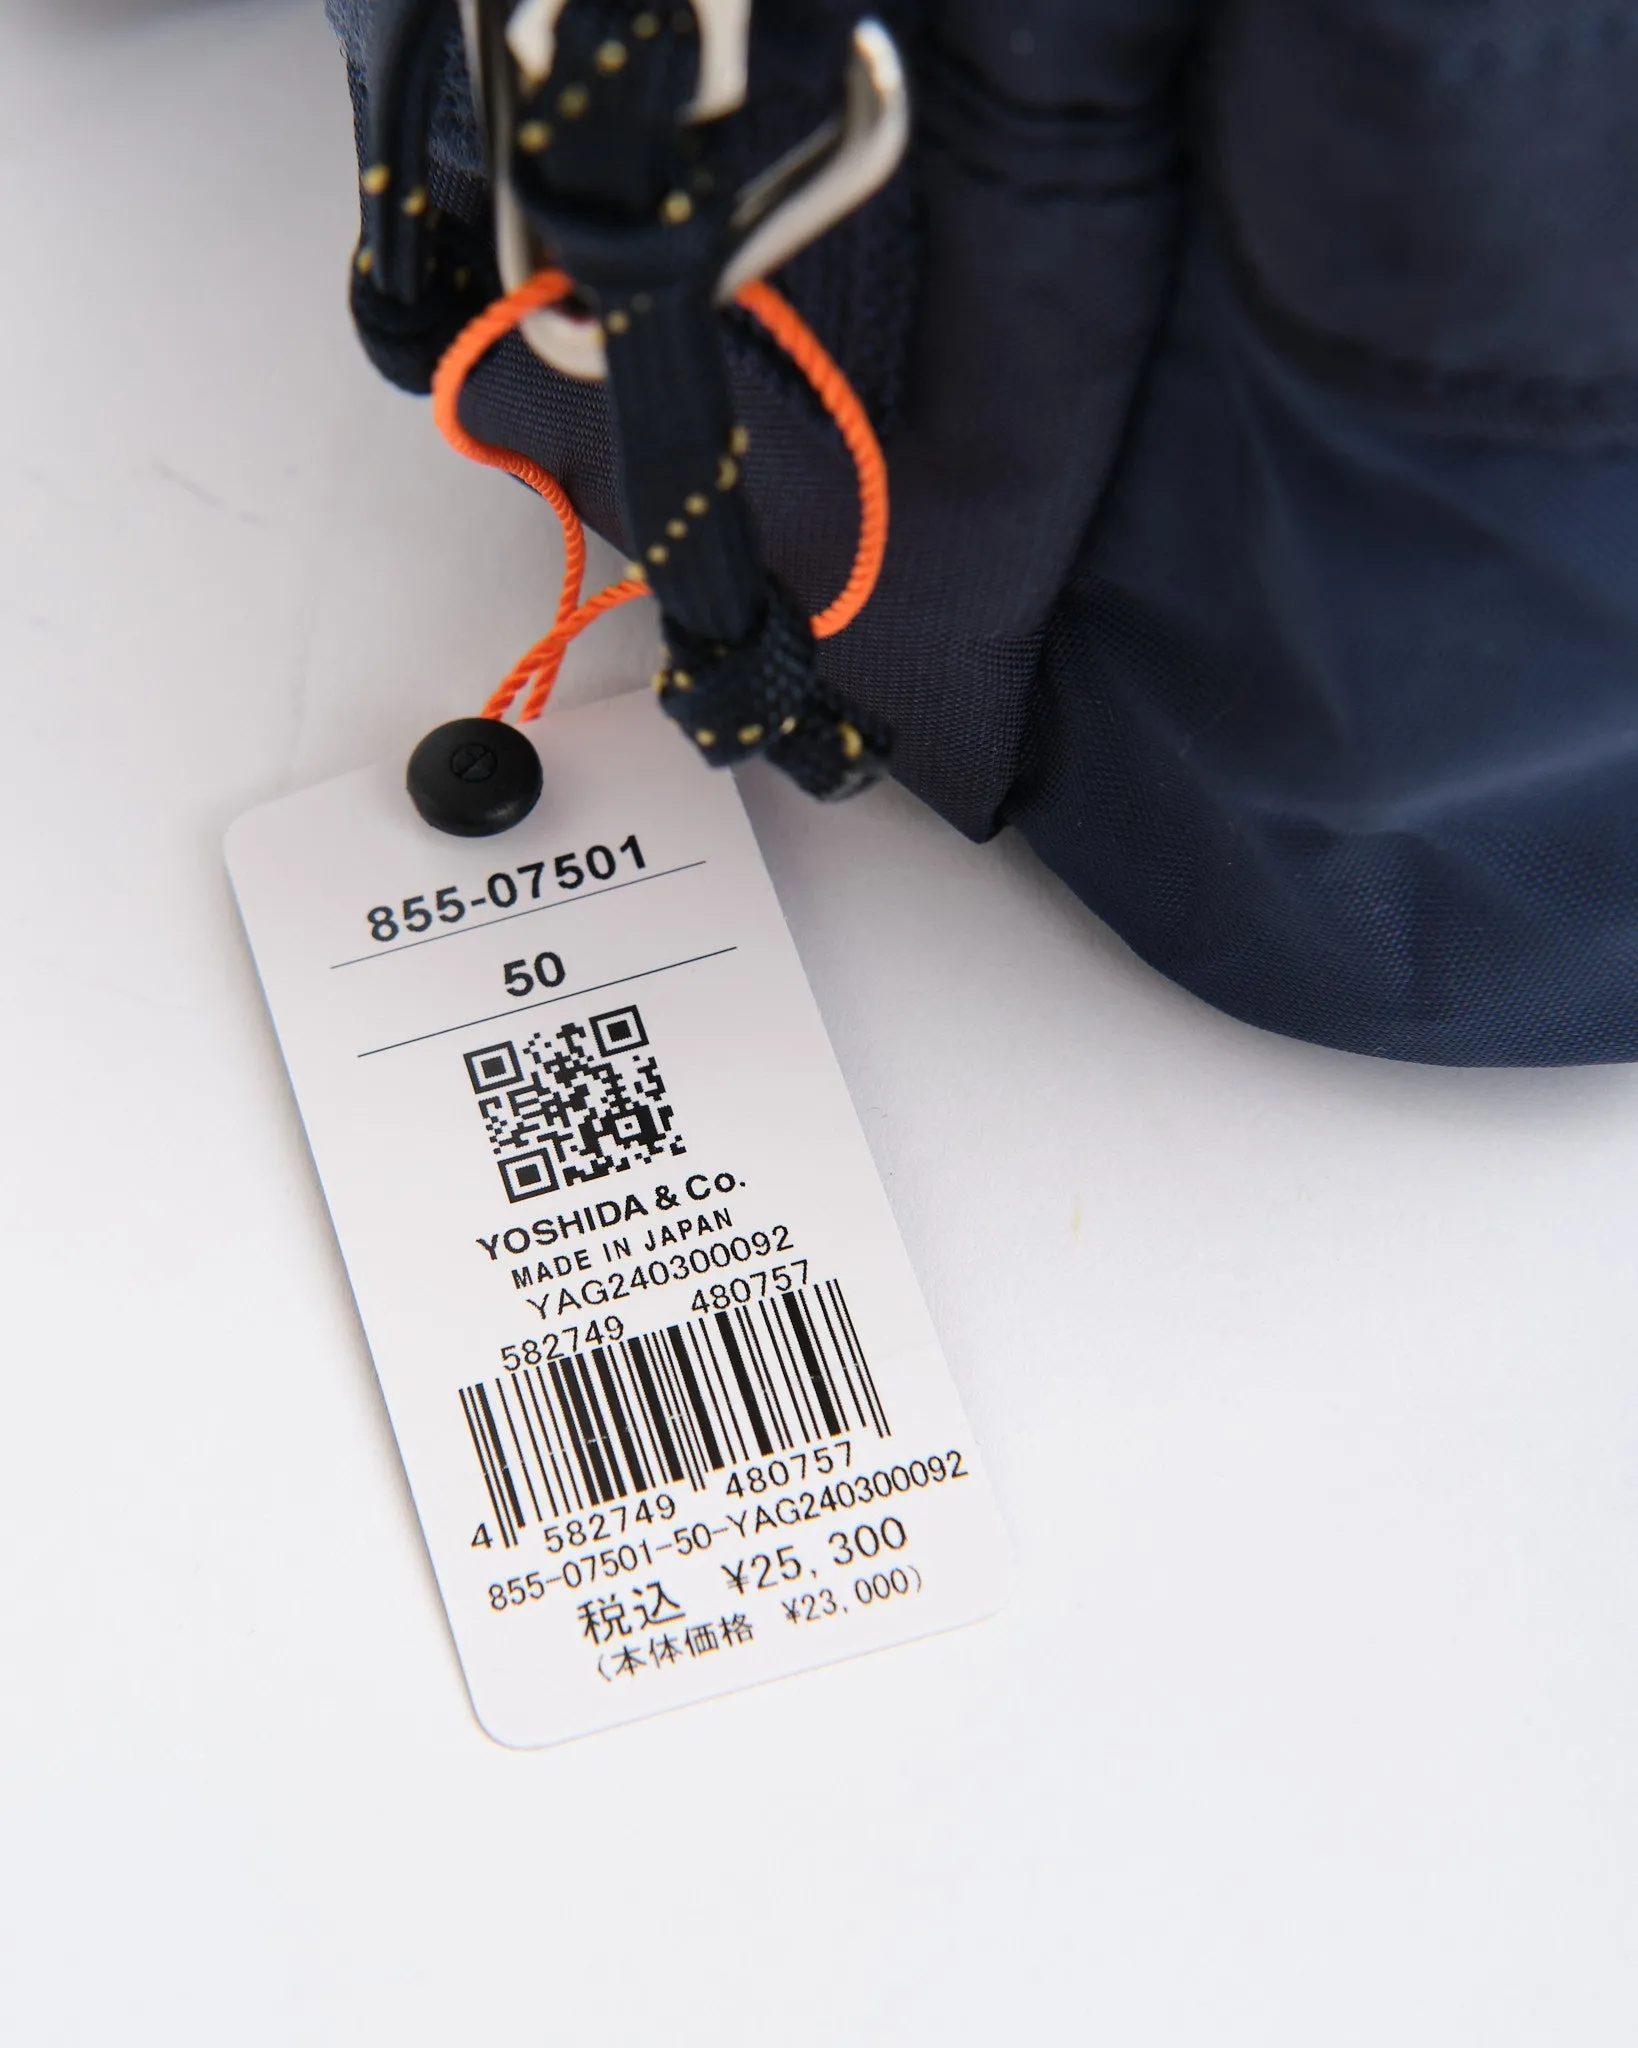 855-07501
50
YOSHIDA & Co.
MADE IN JAPAN
YAG240300092
582749 480757
4 582749 480757
855-07501-50-YAG240300092
税込 ¥25,300
(本体価格 ¥23,000)